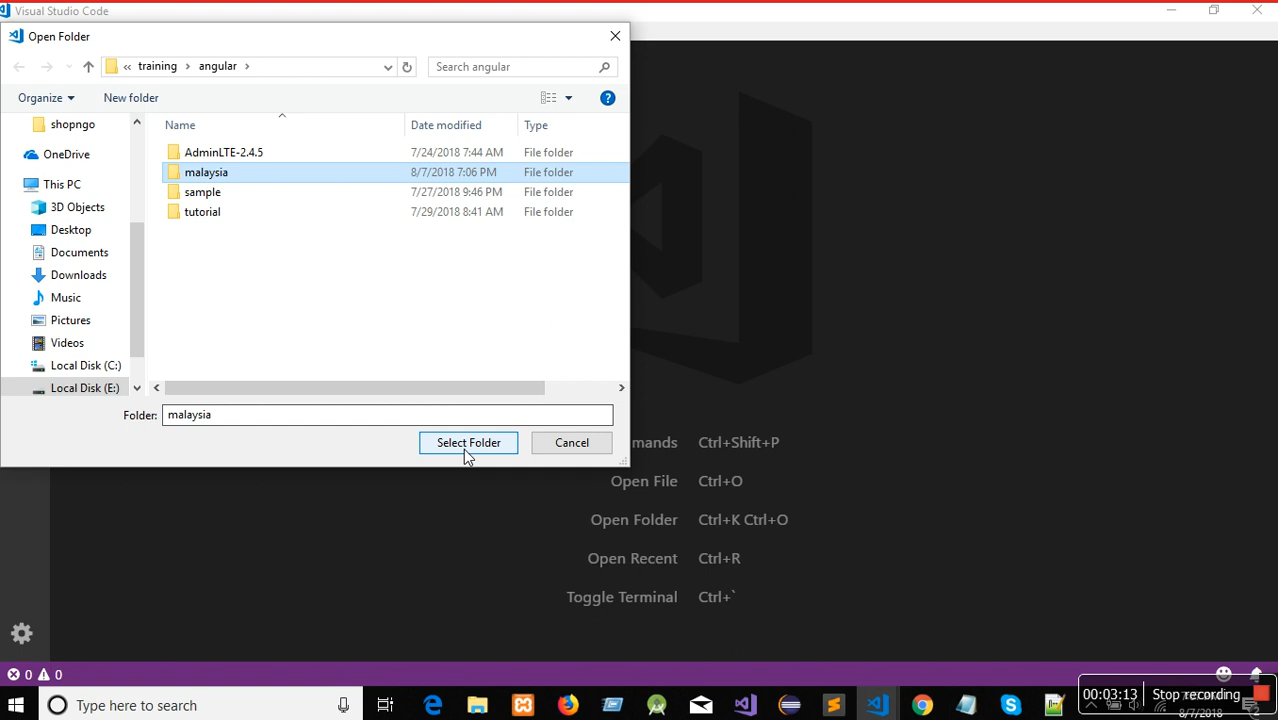 Visual Studio Code
Open Folder
« training > angular >
Search angular
Organize
New folder
?
Name
Date modified
Type
shopngo
OneDrive
This PC
3D Objects
Desktop
Documents
Downloads
Music
Pictures
Videos
Local Disk (C:)
Local Disk (E:)
AdminLTE-2.4.5 7/24/2018 7:44 AM File folder
malaysia 8/7/2018 7:06 PM File folder
sample 7/27/2018 9:46 PM File folder
tutorial 7/29/2018 8:41 AM File folder
Folder: malaysia
Select Folder
Cancel
mands Ctrl+Shift+P
Open File Ctrl+O
Open Folder Ctrl+K Ctrl+O
Open Recent Ctrl+R
Toggle Terminal Ctrl+`
0 0
Type here to search
00:03:13 Stop recording
8/7/2018